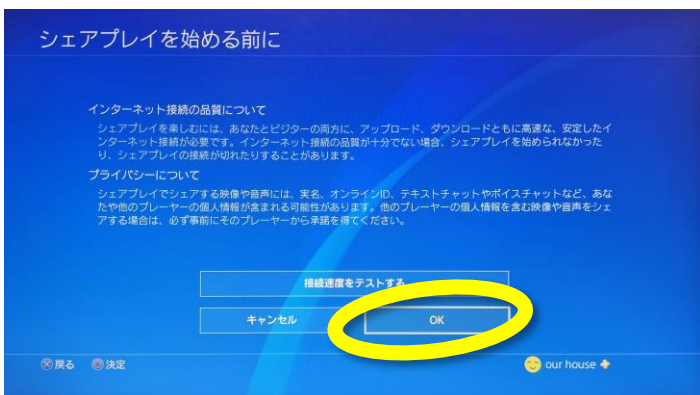 シェアプレイを始める前に
インターネット接続の品質について
シェアプレイを楽しむには、あなたとビジターの両方に、アップロード、ダウンロードともに高速な、安定したイ
ンターネット接続が必要です。インターネット接続の品質が十分でない場合、シェアプレイを始められなかった
り、シェアプレイの接続が切れたりすることがあります。
プライバシーについて
シェアプレイでシェアする映像や音声には、実名、オンラインID、テキストチャットやボイスチャットなど、あな
たや他のプレーヤーの個人情報が含まれる可能性があります。他のプレーヤーの個人情報を含む映像や音声をシェ
アする場合は、必ず事前にそのプレーヤーから承諾を得てください。
接続速度をテストする
キャンセル OK
戻る 決定 our house